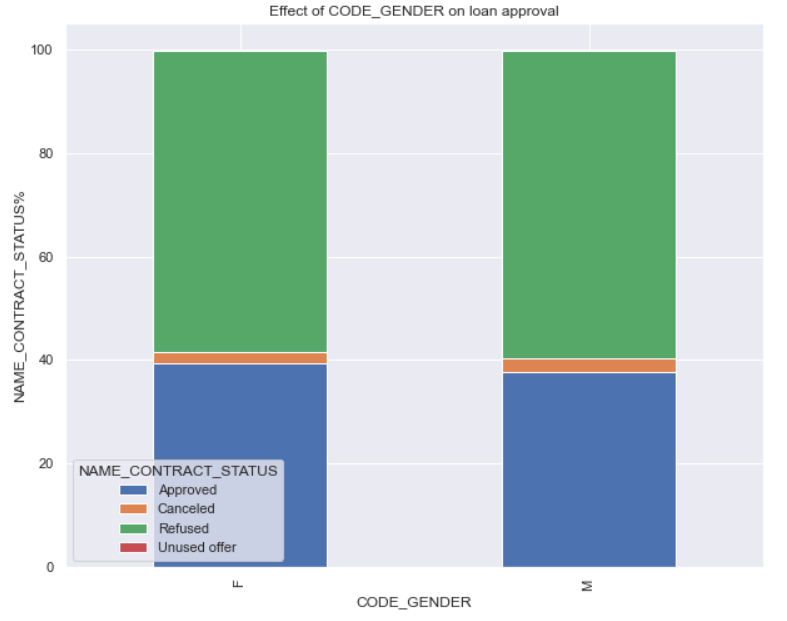 Effect of CODE_GENDER on loan approval
NAME_CONTRACT_STATUS%
100
80
60
40
20
0
NAME_CONTRACT_STATUS
Approved
Canceled
Refused
Unused offer
F
M
CODE_GENDER